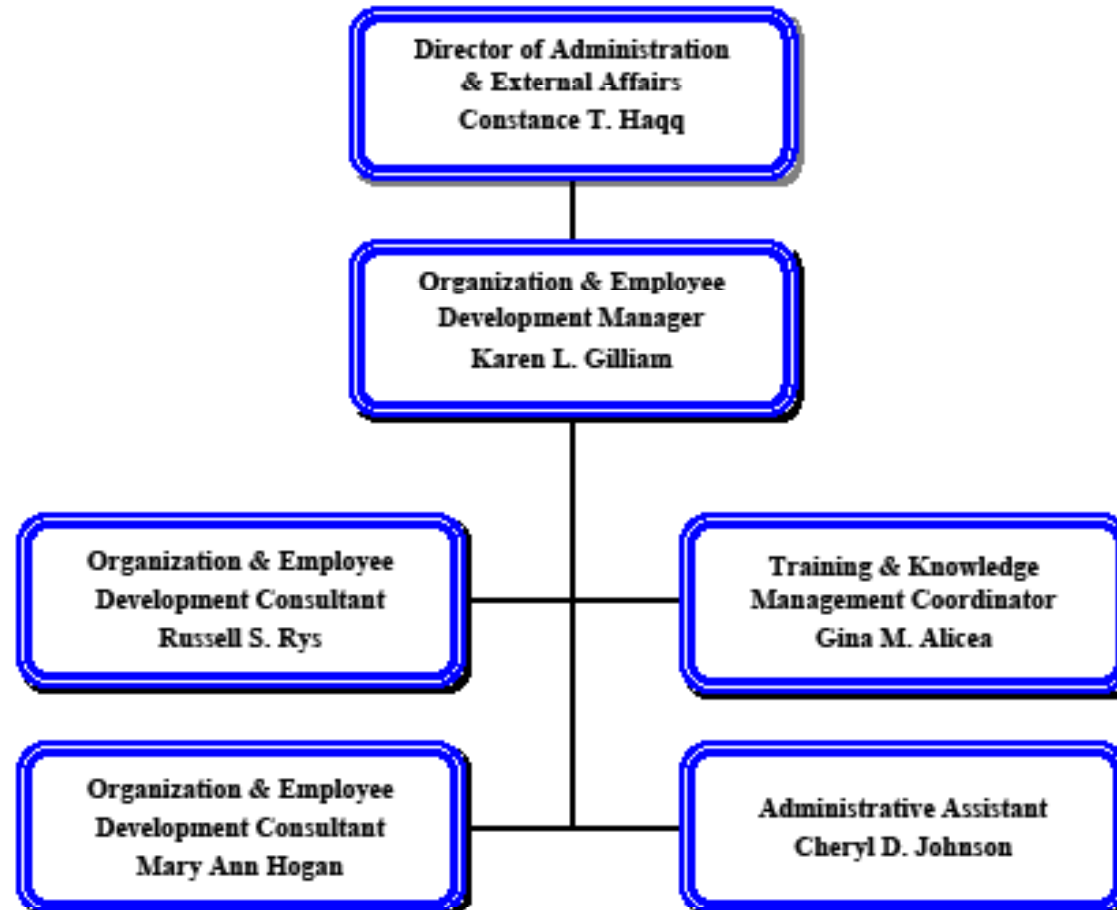 Director of Administration
& External Affairs
Constance T. Haqq
Organization & Employee
Development Manager
Karen L. Gilliam
Organization & Employee
Development Consultant
Russell S. Rys
Training & Knowledge
Management Coordinator
Gina M. Alicea
Organization & Employee
Development Consultant
Mary Ann Hogan
Administrative Assistant
Cheryl D. Johnson